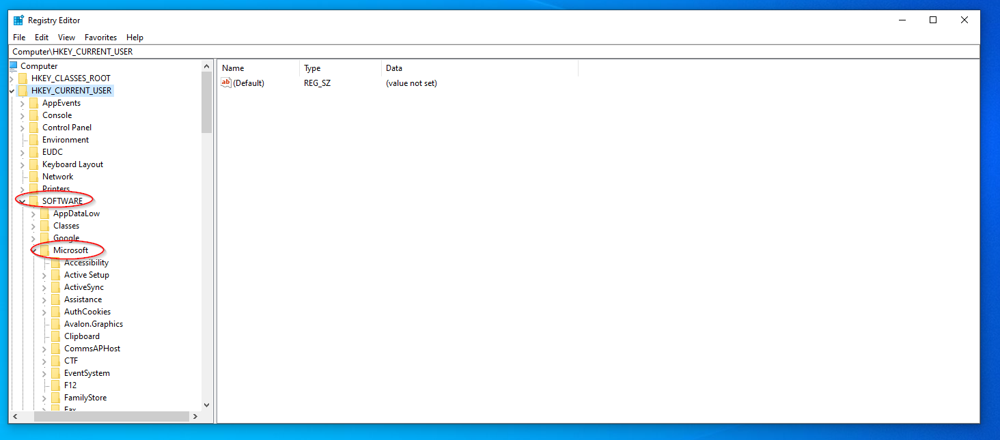 Registry Editor
File Edit View Favorites Help
Computer\HKEY_CURRENT_USER
Computer
HKEY_CLASSES_ROOT
HKEY_CURRENT_USER
AppEvents
Console
Control Panel
Environment
EUDC
Keyboard Layout
Network
Printers
SOFTWARE
AppDataLow
Classes
Google
Microsoft
Accessibility
Active Setup
ActiveSync
Assistance
AuthCookies
Avalon.Graphics
Clipboard
CommsAPHost
CTF
EventSystem
F12
FamilyStore
Fax
Name Type Data
ab (Default) REG_SZ (value not set)